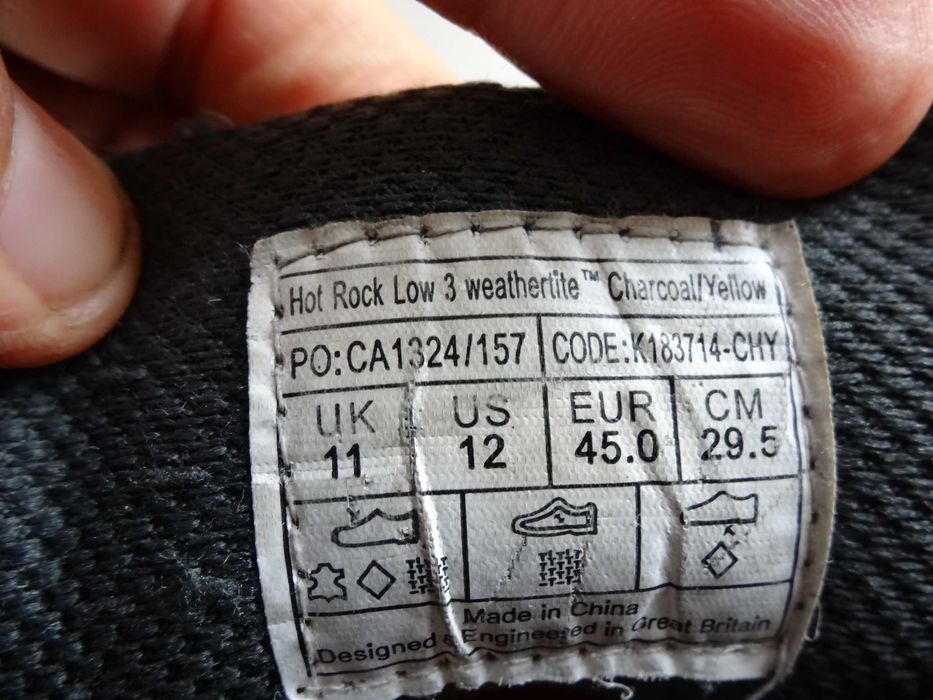 Hot Rock Low 3 weathertite™ Charcoal/Yellow
PO:CA1324/157 CODE:K183714-CHY
UK US EUR CM
11 12 45.0 29.5
Made in China
Designed & Engineered in Great Britain